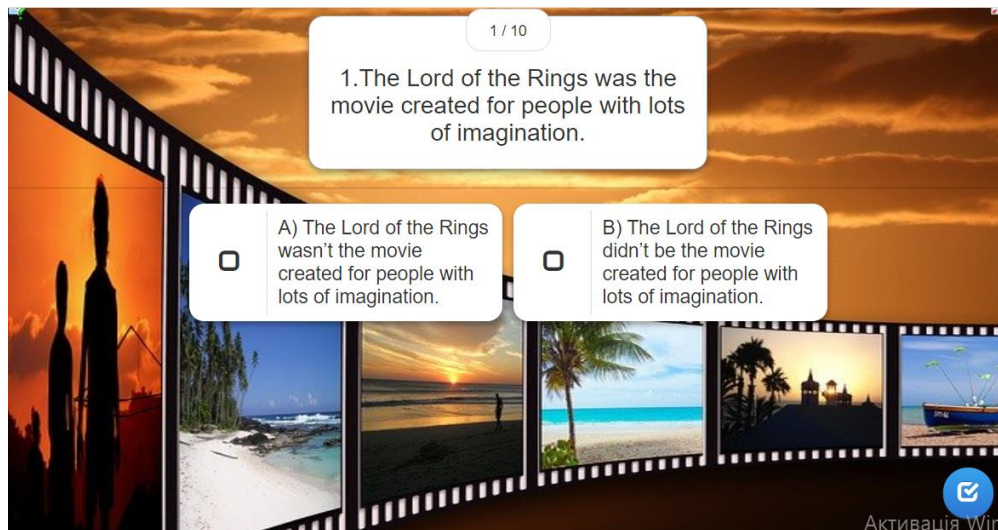 1 / 10
1.The Lord of the Rings was the
movie created for people with lots
of imagination.
A) The Lord of the Rings
wasn’t the movie
created for people with
lots of imagination.
B) The Lord of the Rings
didn’t be the movie
created for people with
lots of imagination.
Активація Wi